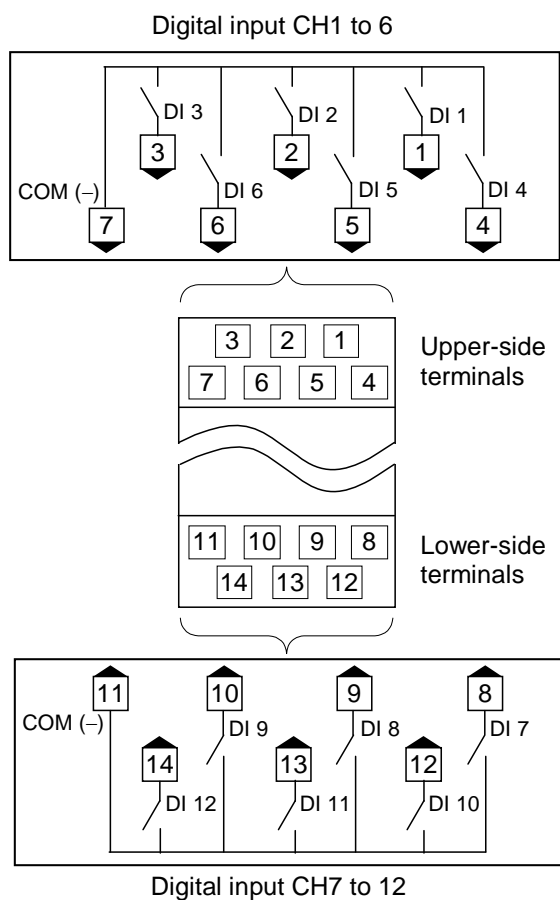 Digital input CH1 to 6
DI 3
DI 2
DI 1
3
2
1
COM (−)
DI 6
DI 5
DI 4
7
6
5
4
3 2 1
7 6 5 4
Upper-side
terminals
11 10 9 8
14 13 12
Lower-side
terminals
11
10
9
8
COM (−)
DI 9
DI 8
DI 7
14
13
12
DI 12
DI 11
DI 10
Digital input CH7 to 12